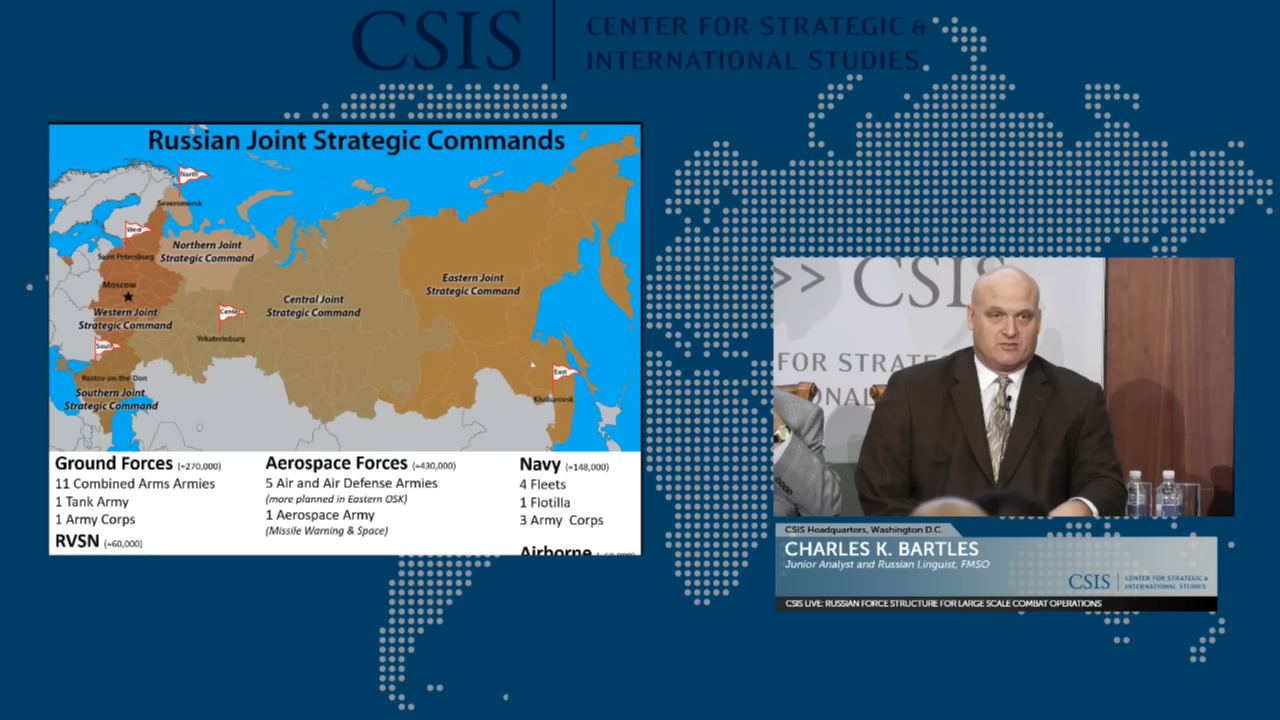 CSIS
CENTER FOR STRATEGIC &
INTERNATIONAL STUDIES
Russian Joint Strategic Commands
North
Severomorsk
West
Saint Petersburg
Northern Joint
Strategic Command
Moscow
Western Joint
Strategic Command
Eastern Joint
Strategic Command
Central Joint
Strategic Command
Center
Yekaterinburg
South
Rostov-on-the-Don
Southern Joint
Strategic Command
East
Khabarovsk
Ground Forces (≈270,000)
11 Combined Arms Armies
1 Tank Army
1 Army Corps
RVSN (≈60,000)
Aerospace Forces (≈430,000)
5 Air and Air Defense Armies
(more planned in Eastern OSK)
1 Aerospace Army
(Missile Warning & Space)
Navy (≈148,000)
4 Fleets
1 Flotilla
3 Army Corps
Airborne
>> CSIS
FOR STRATE
ONAL
CSIS Headquarters, Washington D.C.
CHARLES K. BARTLES
Junior Analyst and Russian Linguist, FMSO
CSIS
CENTER FOR STRATEGIC &
INTERNATIONAL STUDIES
CSIS LIVE: RUSSIAN FORCE STRUCTURE FOR LARGE SCALE COMBAT OPERATIONS